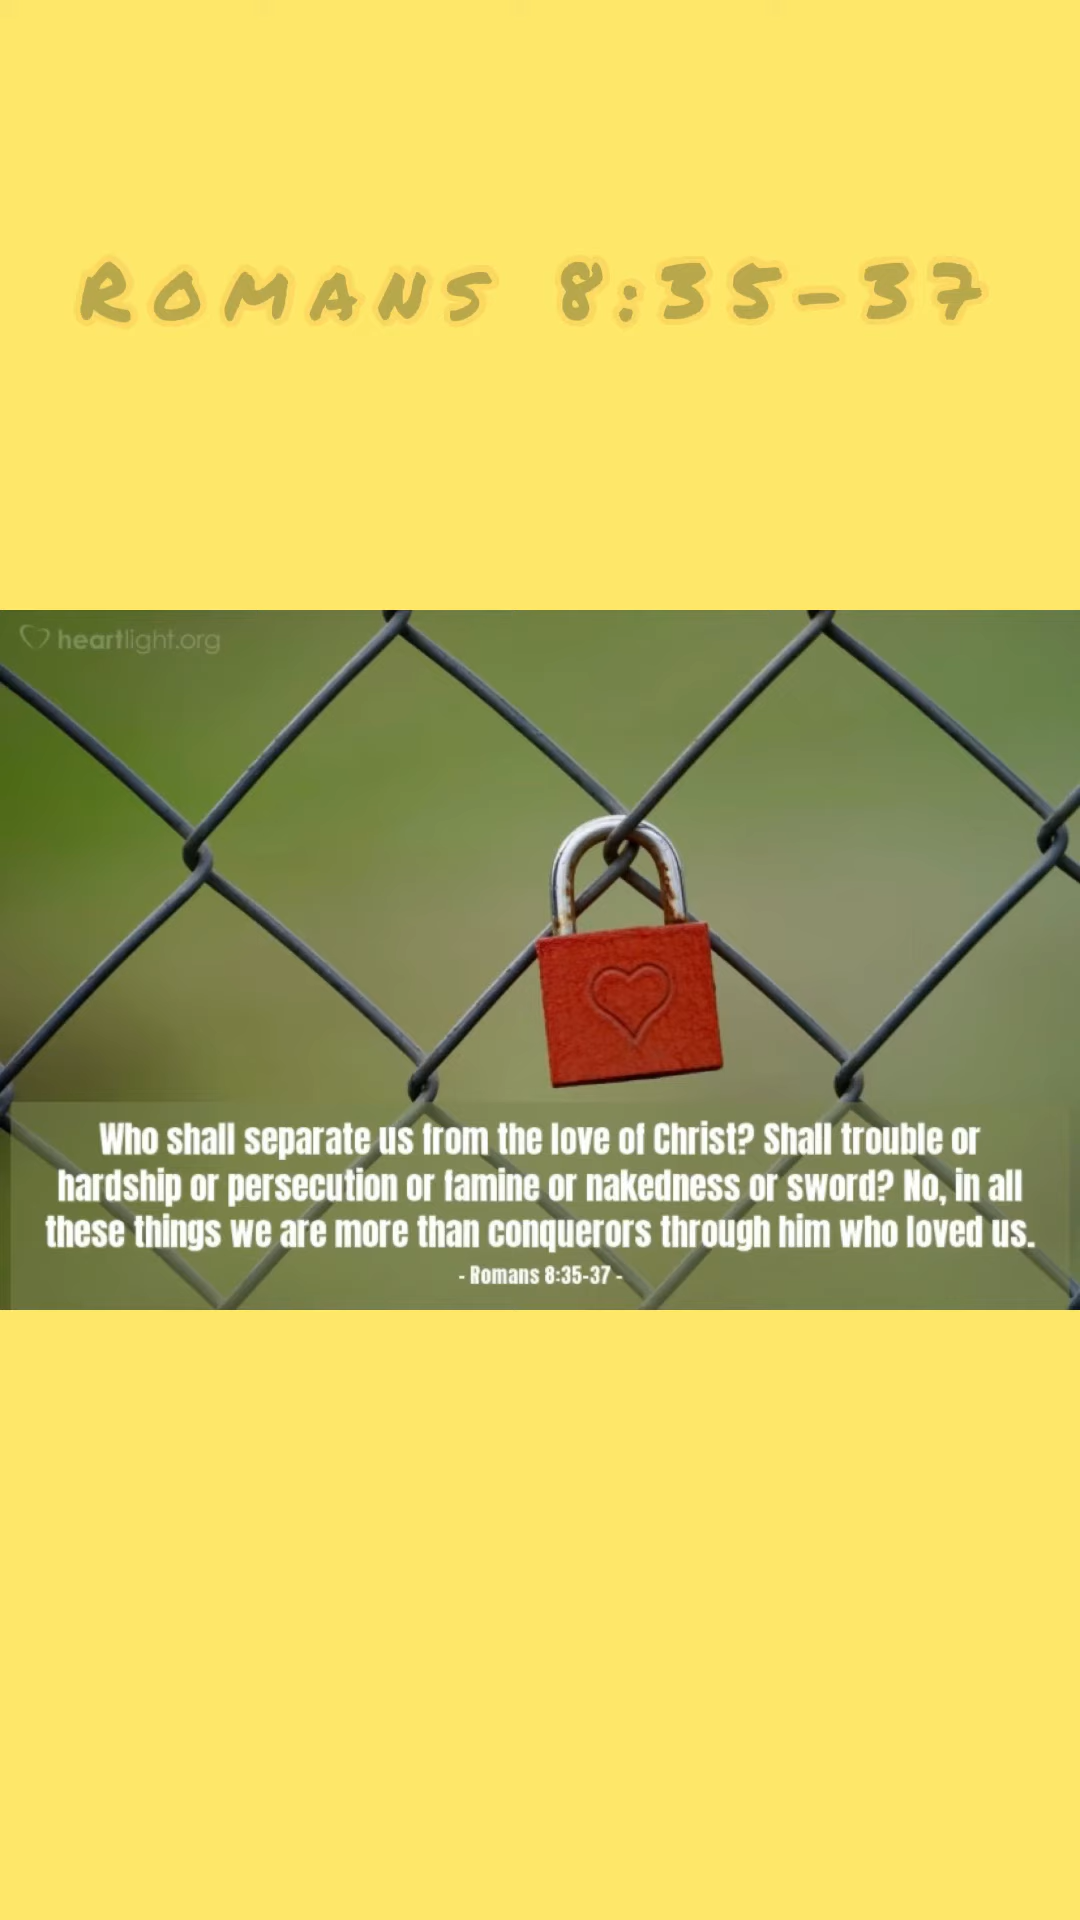 Romans 8:35-37
heartlight.org
Who shall separate us from the love of Christ? Shall trouble or
hardship or persecution or famine or nakedness or sword? No, in all
these things we are more than conquerors through him who loved us.
- Romans 8:35-37 -